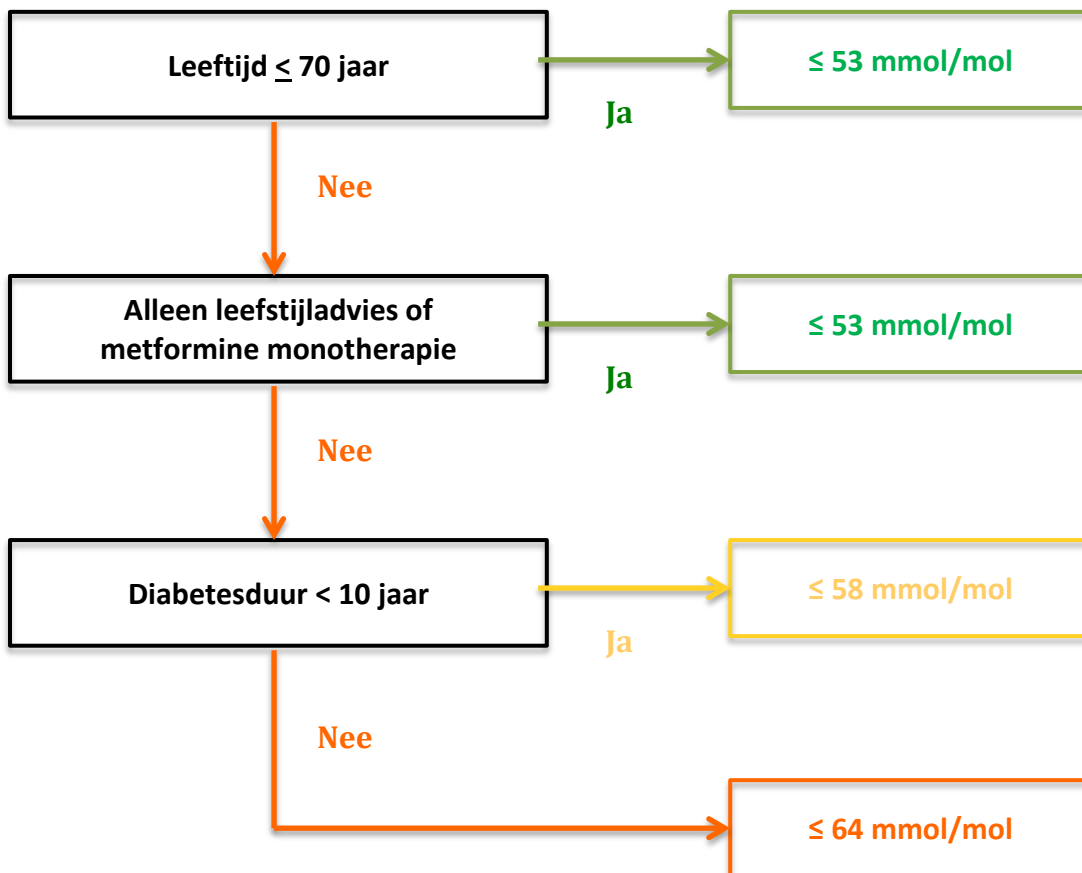 Leeftijd < 70 jaar
≤ 53 mmol/mol
Ja
Nee
Alleen leefstijladvies of
metformine monotherapie
≤ 53 mmol/mol
Ja
Nee
Diabetesduur < 10 jaar
≤ 58 mmol/mol
Ja
Nee
≤ 64 mmol/mol